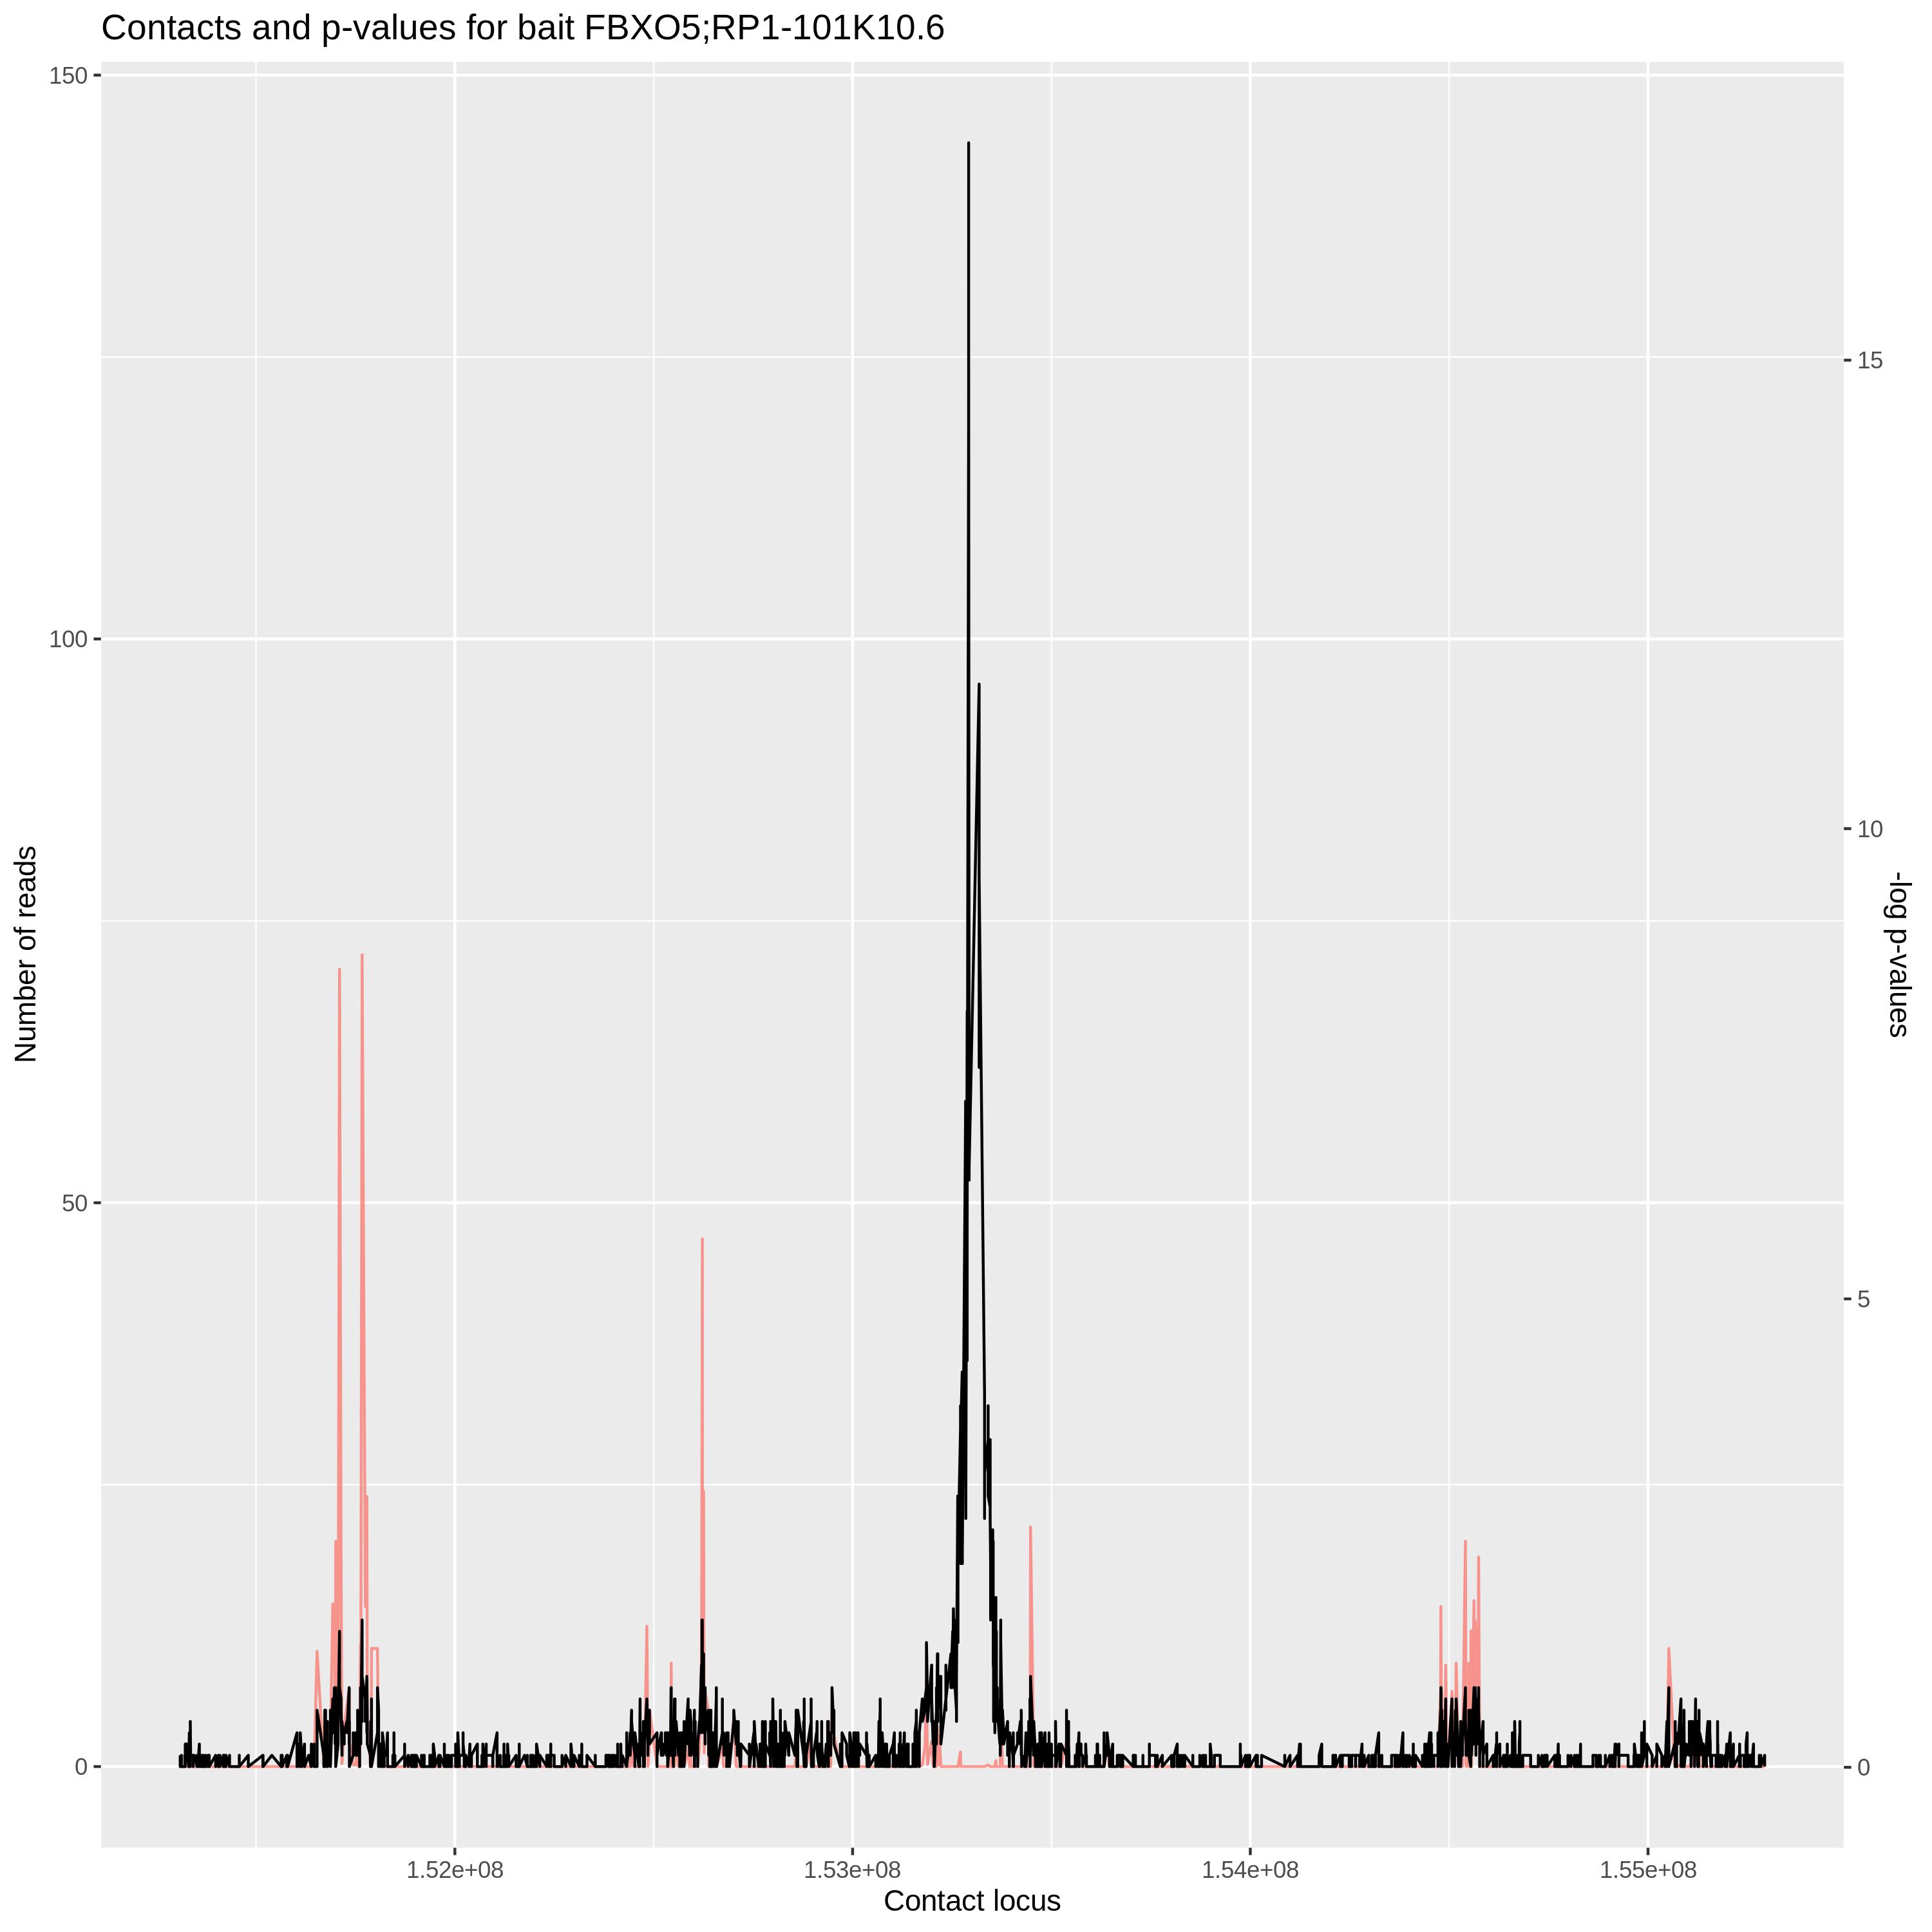 Contacts and p-values for bait FBXO5;RP1-101K10.6
150
100
50
0
Number of reads
15
10
5
0
-log p-values
1.52e+08
1.53e+08
1.54e+08
1.55e+08
Contact locus